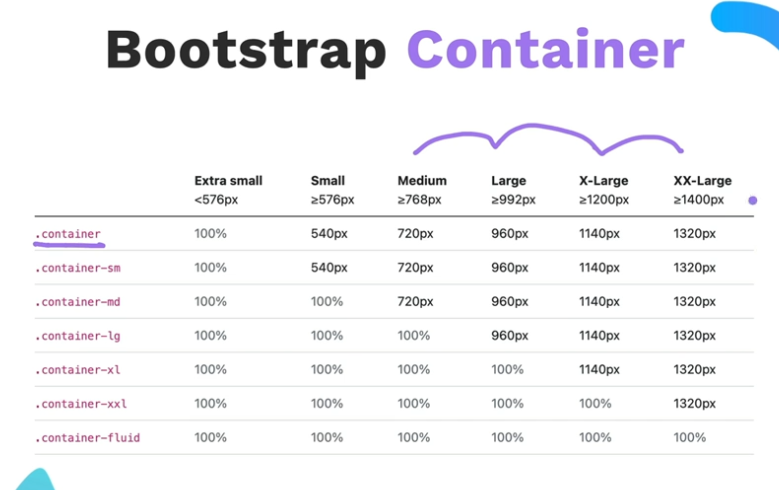 Bootstrap Container
Extra small Small Medium Large X-Large XX-Large
<576px ≥576px ≥768px ≥992px ≥1200px ≥1400px
.container 100% 540px 720px 960px 1140px 1320px
.container-sm 100% 540px 720px 960px 1140px 1320px
.container-md 100% 100% 720px 960px 1140px 1320px
.container-lg 100% 100% 100% 960px 1140px 1320px
.container-xl 100% 100% 100% 100% 1140px 1320px
.container-xxl 100% 100% 100% 100% 100% 1320px
.container-fluid 100% 100% 100% 100% 100% 100%